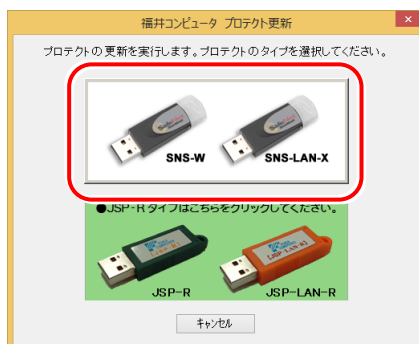 福井コンピュータ プロテクト更新
プロテクトの更新を実行します。プロテクトのタイプを選択してください。
SNS-W
SNS-LAN-X
●JSP-Rタイプはこちらをクリックしてください。
[JSP-R]
[JSP-LAN-R]
JSP-R
JSP-LAN-R
キャンセル